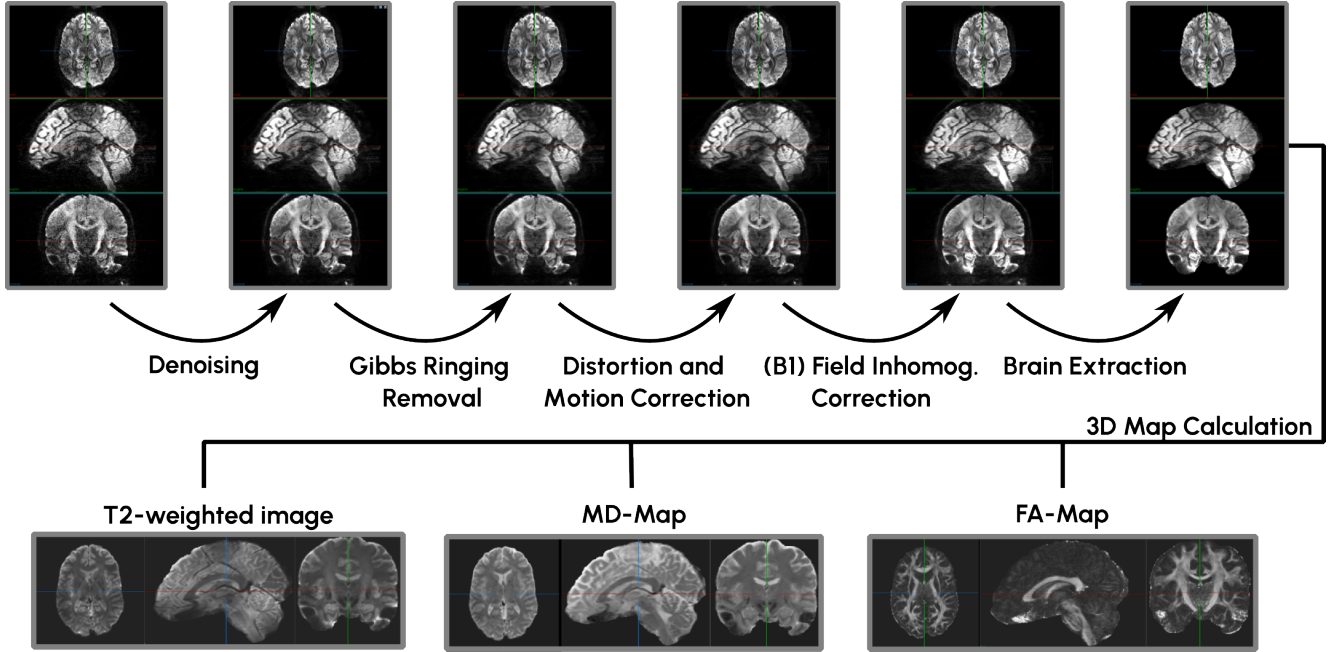 Denoising
Gibbs Ringing
Removal
Distortion and
Motion Correction
(B1) Field Inhomog.
Correction
Brain Extraction
3D Map Calculation
T2-weighted image
MD-Map
FA-Map